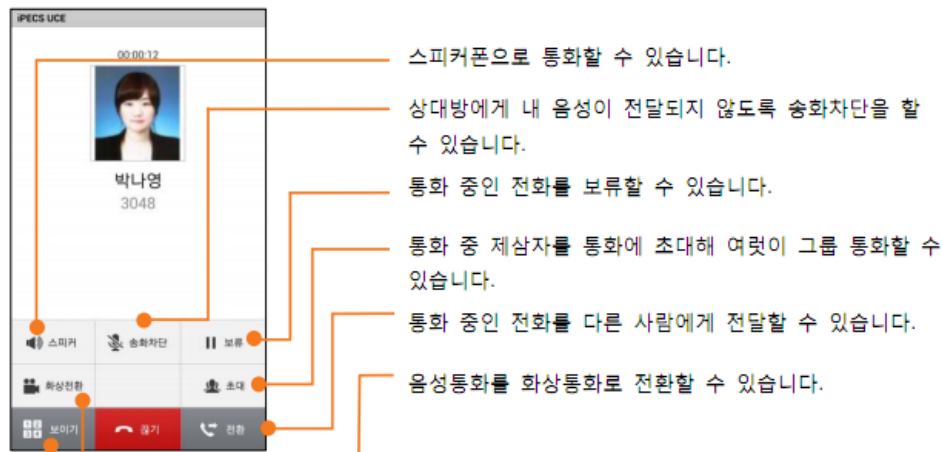 iPECS UCE
00:00:12
박나영
3048
스피커
송화차단
보류
화상전환
초대
1 2
3 4
보이기
끊기
전환
스피커폰으로 통화할 수 있습니다.
상대방에게 내 음성이 전달되지 않도록 송화차단을 할
수 있습니다.
통화 중인 전화를 보류할 수 있습니다.
통화 중 제삼자를 통화에 초대해 여럿이 그룹 통화할 수
있습니다.
통화 중인 전화를 다른 사람에게 전달할 수 있습니다.
음성통화를 화상통화로 전환할 수 있습니다.